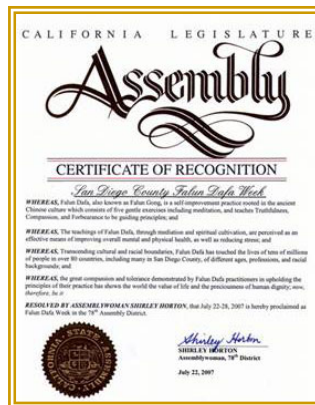 CALIFORNIA LEGISLATURE
Assembly
CERTIFICATE OF RECOGNITION
San Diego County Falun Dafa Week
WHEREAS, Falun Dafa, also known as Falun Gong, is a self-improvement practice rooted in the ancient
Chinese culture which consists of five gentle exercises including meditation, and teaches Truthfulness,
Compassion, and Forbearance to be guiding principles; and
WHEREAS, The teachings of Falun Dafa, through mediation and spiritual cultivation, are perceived as an
effective means of improving overall mental and physical health, as well as reducing stress; and
WHEREAS, Transcending cultural and racial boundaries, Falun Dafa has touched the lives of tens of millions
of people in over 80 countries, including many in San Diego County, of different ages, professions, and racial
backgrounds; and
WHEREAS, the great compassion and tolerance demonstrated by Falun Dafa practitioners in upholding the
principles of their practice has shown the world the value of life and the preciousness of human dignity; now,
therefore, be it
RESOLVED BY ASSEMBLYWOMAN SHIRLEY HORTON, that July 22-28, 2007 is hereby proclaimed as
Falun Dafa Week in the 78th Assembly District.
Shirley Horton
SHIRLEY HORTON
Assemblywoman, 78th District
July 22, 2007